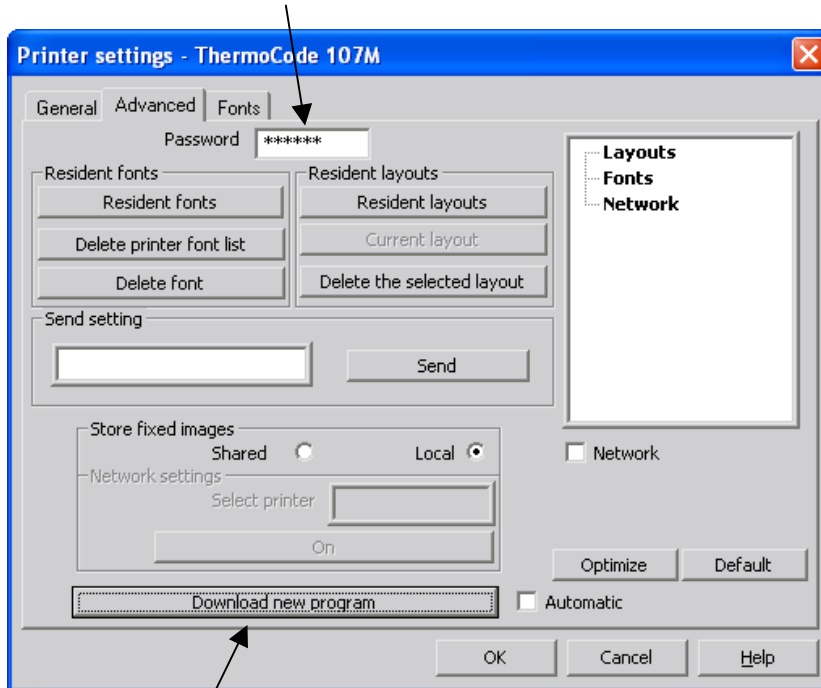 Printer settings - ThermoCode 107M
General Advanced Fonts
Password ******
Resident fonts
Resident fonts
Delete printer font list
Delete font
Resident layouts
Resident layouts
Current layout
Delete the selected layout
Layouts
Fonts
Network
Send setting
Send
Store fixed images
Shared Local
Network settings
Select printer
On
Network
Optimize Default
Download new program Automatic
OK Cancel Help